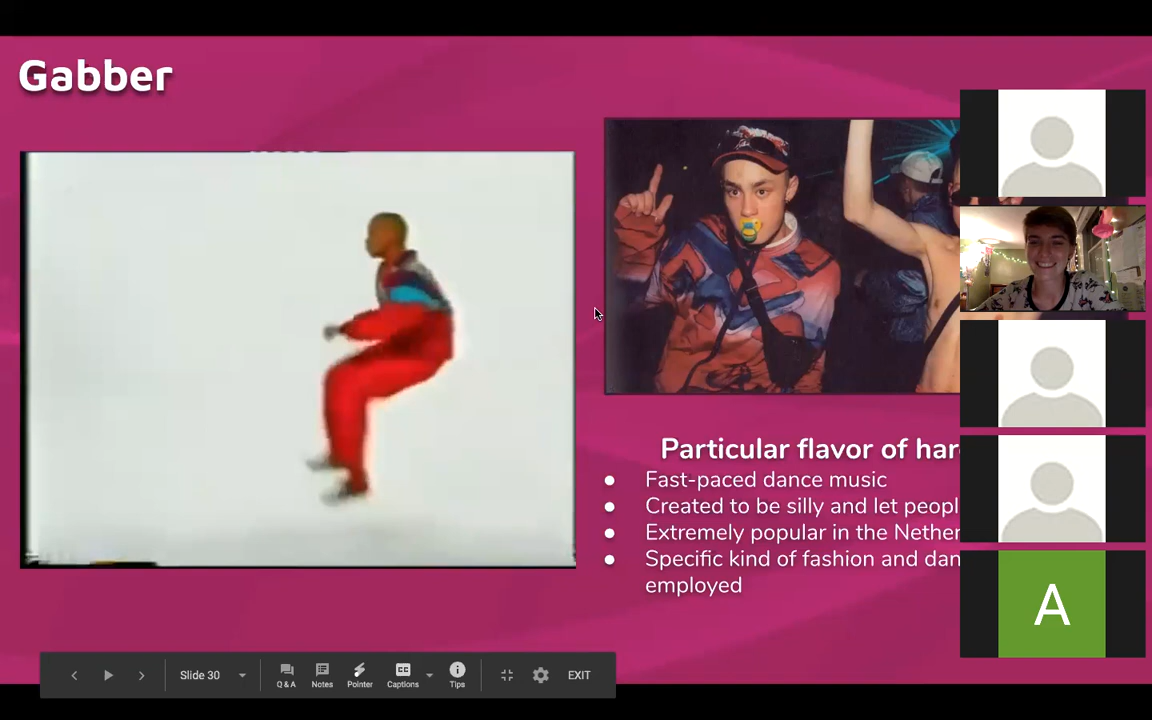 Gabber
Particular flavor of har
Fast-paced dance music
Created to be silly and let peopl
Extremely popular in the Nether
Specific kind of fashion and dan
employed
A
Slide 30
Q & A
Notes
Pointer
CC
Captions
Tips
EXIT